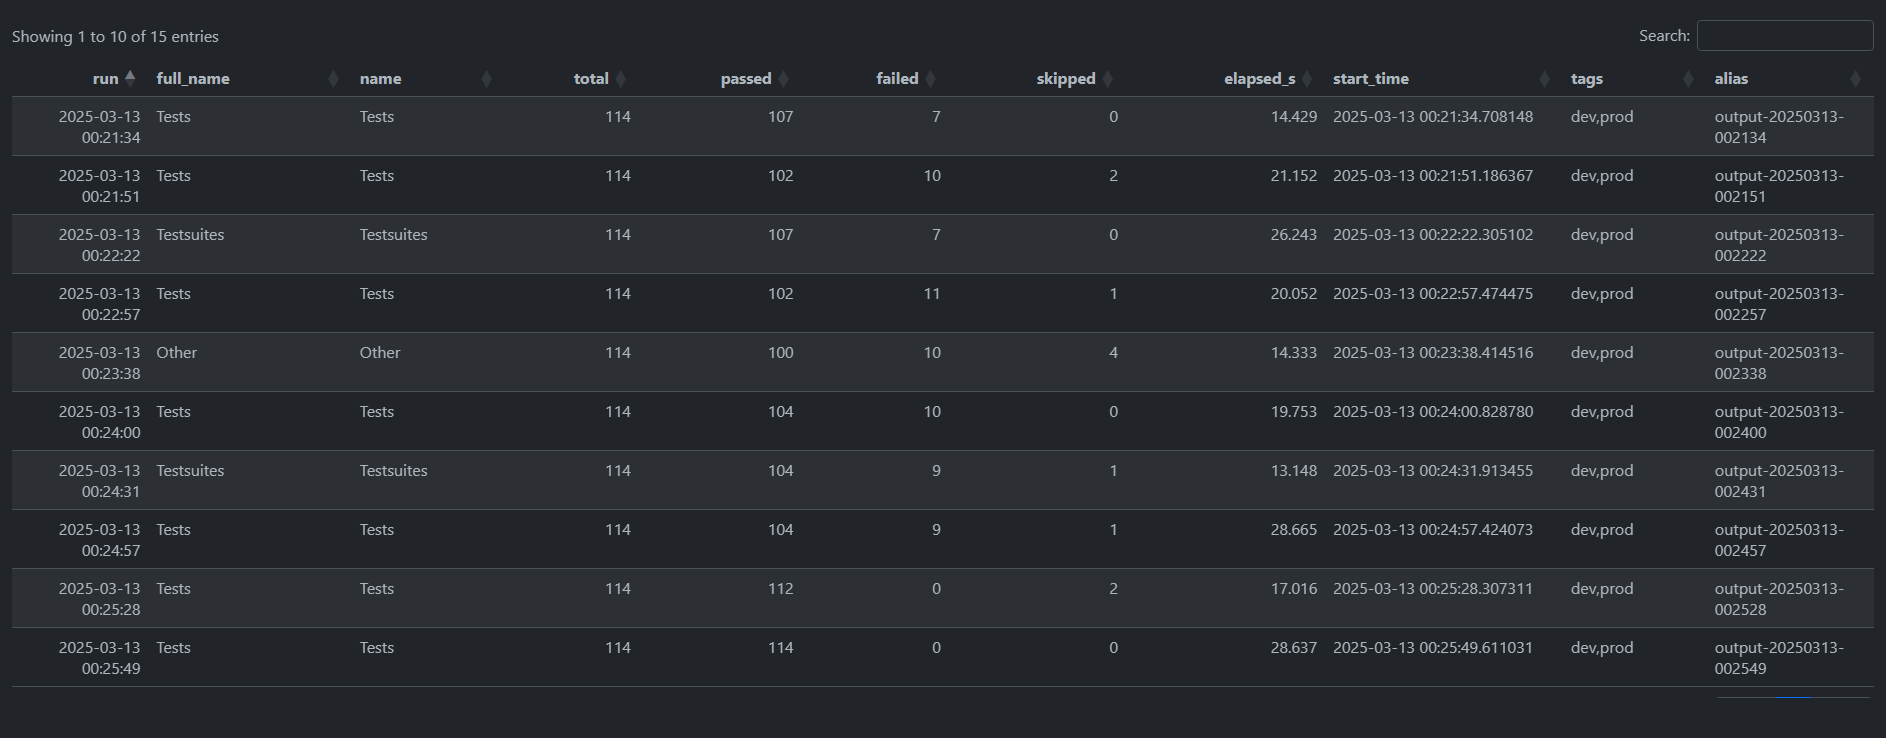 Showing 1 to 10 of 15 entries Search:
run full_name name total passed failed skipped elapsed_s start_time tags alias
2025-03-13 Tests Tests 114 107 7 0 14.429 2025-03-13 00:21:34.708148 dev,prod output-20250313-
00:21:34 002134
2025-03-13 Tests Tests 114 102 10 2 21.152 2025-03-13 00:21:51.186367 dev,prod output-20250313-
00:21:51 002151
2025-03-13 Testsuites Testsuites 114 107 7 0 26.243 2025-03-13 00:22:22.305102 dev,prod output-20250313-
00:22:22 002222
2025-03-13 Tests Tests 114 102 11 1 20.052 2025-03-13 00:22:57.474475 dev,prod output-20250313-
00:22:57 002257
2025-03-13 Other Other 114 100 10 4 14.333 2025-03-13 00:23:38.414516 dev,prod output-20250313-
00:23:38 002338
2025-03-13 Tests Tests 114 104 10 0 19.753 2025-03-13 00:24:00.828780 dev,prod output-20250313-
00:24:00 002400
2025-03-13 Testsuites Testsuites 114 104 9 1 13.148 2025-03-13 00:24:31.913455 dev,prod output-20250313-
00:24:31 002431
2025-03-13 Tests Tests 114 104 9 1 28.665 2025-03-13 00:24:57.424073 dev,prod output-20250313-
00:24:57 002457
2025-03-13 Tests Tests 114 112 0 2 17.016 2025-03-13 00:25:28.307311 dev,prod output-20250313-
00:25:28 002528
2025-03-13 Tests Tests 114 114 0 0 28.637 2025-03-13 00:25:49.611031 dev,prod output-20250313-
00:25:49 002549